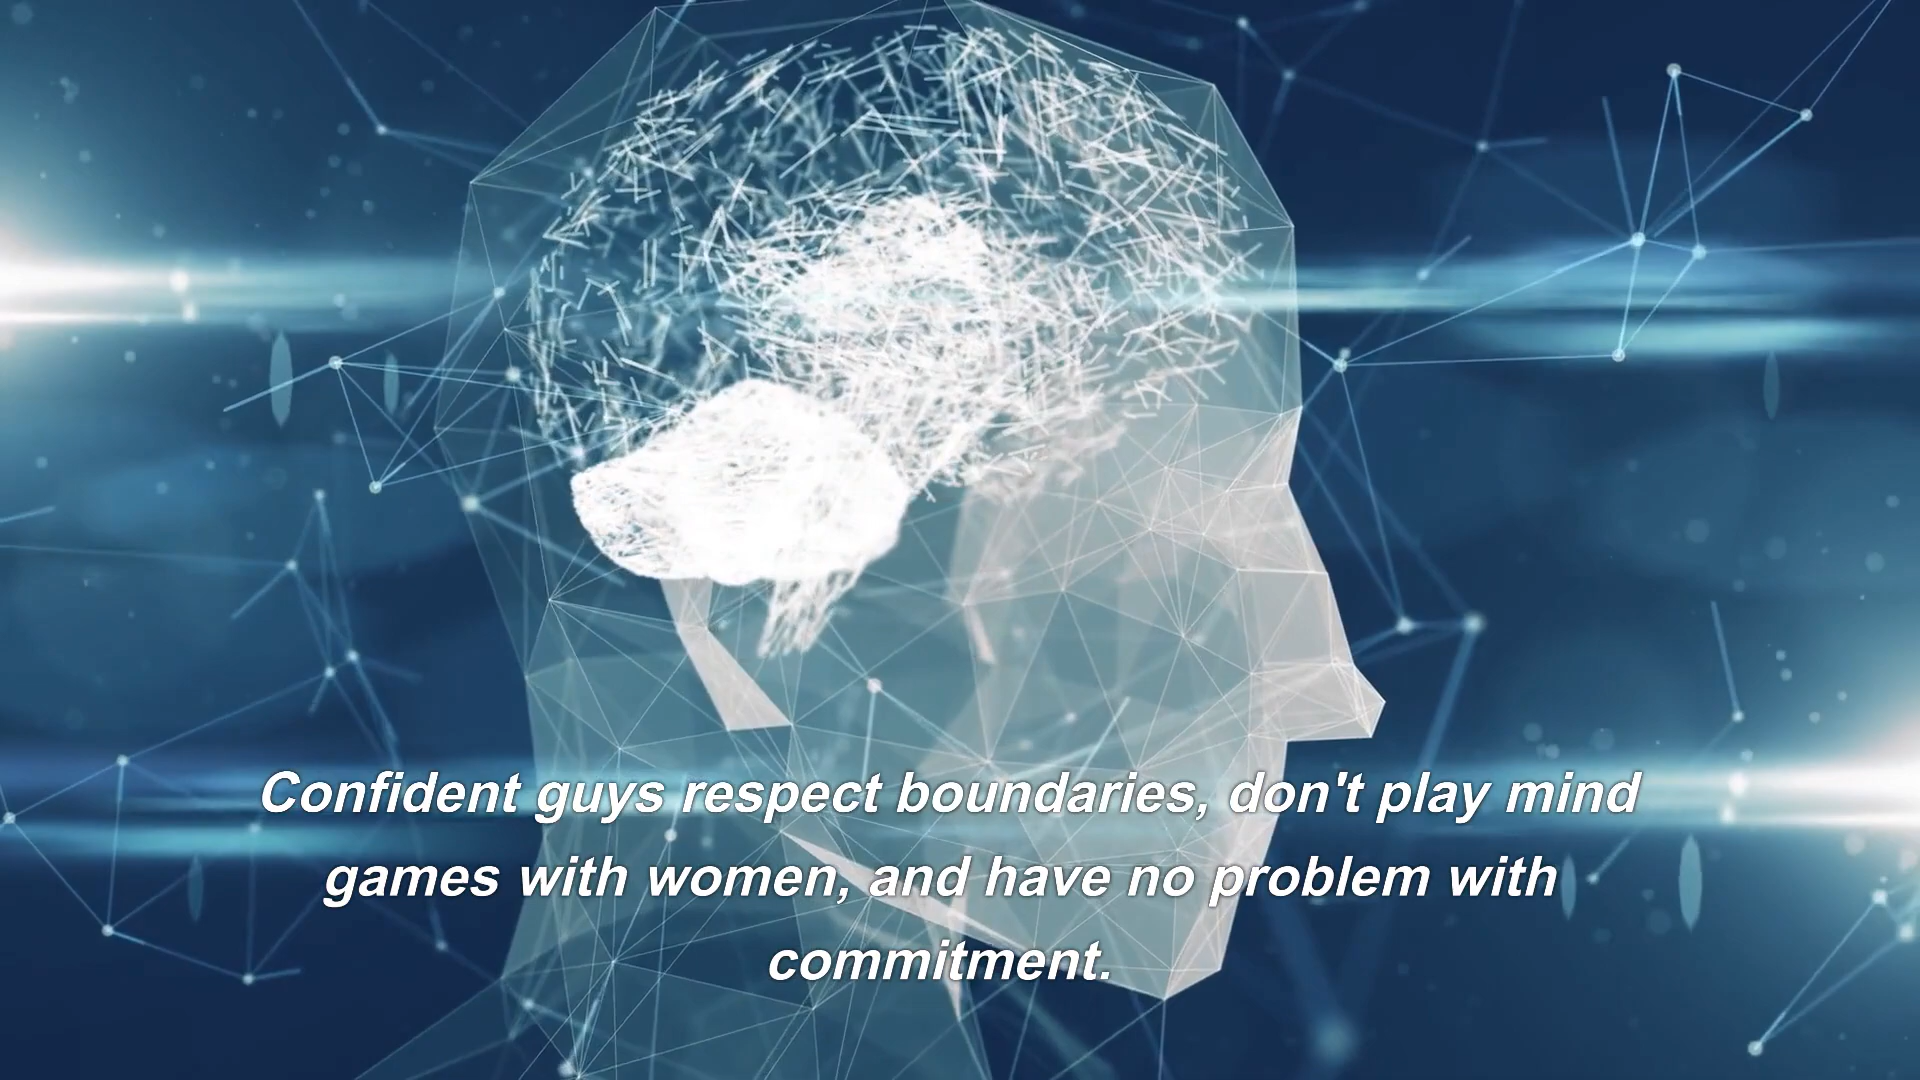 Confident guys respect boundaries, don't play mind
games with women, and have no problem with
commitment.